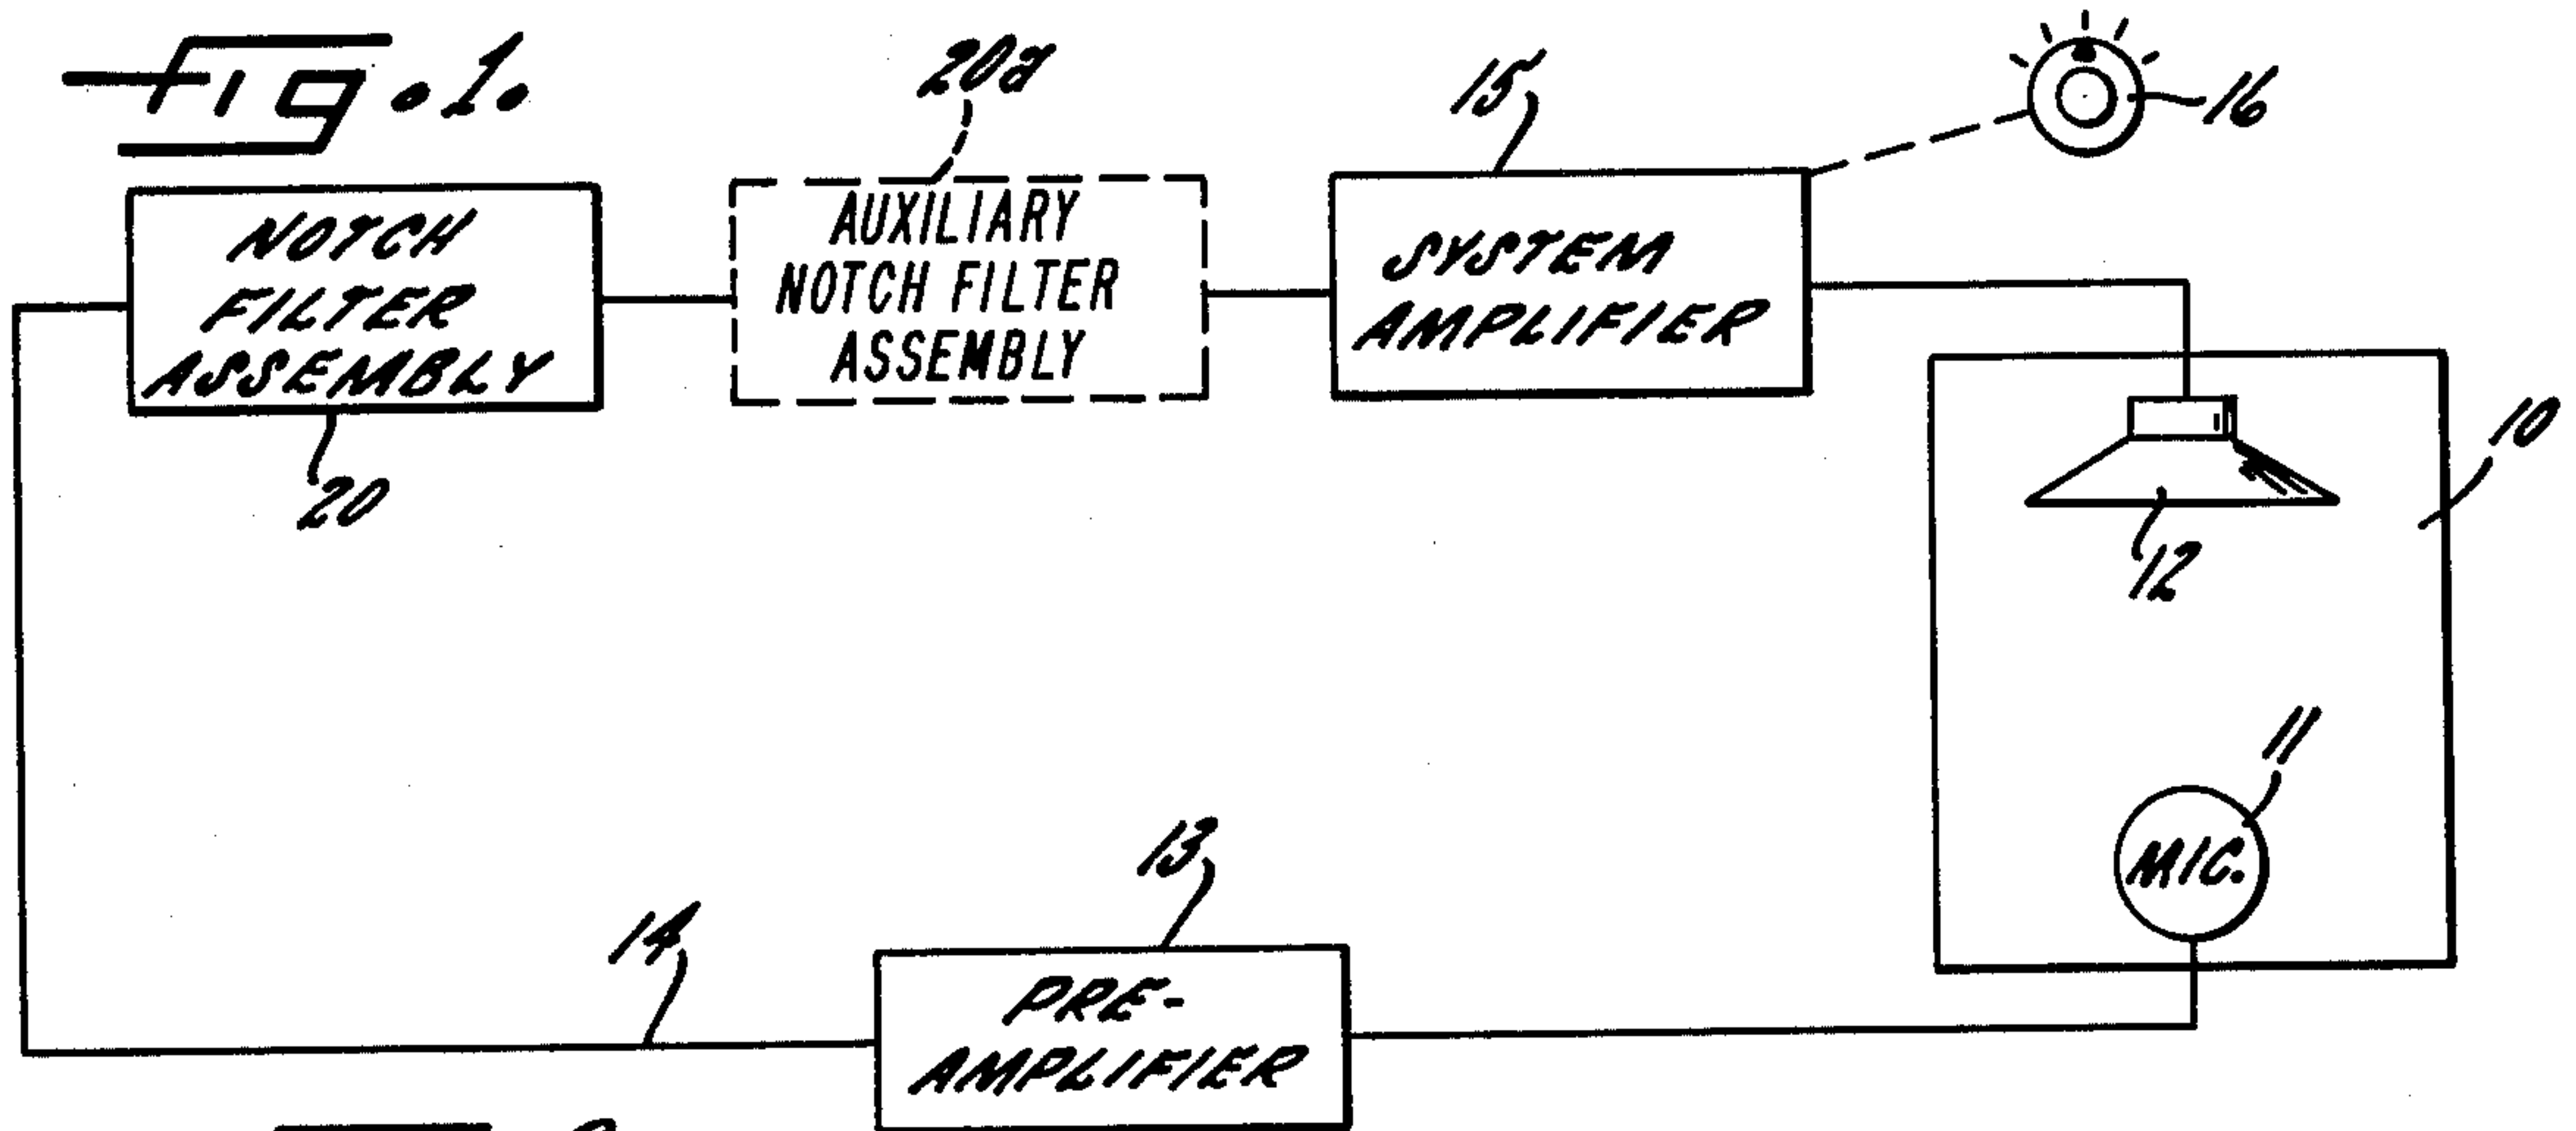 Fig. 1.
20a
15
16
NOTCH
FILTER
ASSEMBLY
AUXILIARY
NOTCH FILTER
ASSEMBLY
SYSTEM
AMPLIFIER
10
20
12
11
MIC.
13
14
PRE-
AMPLIFIER